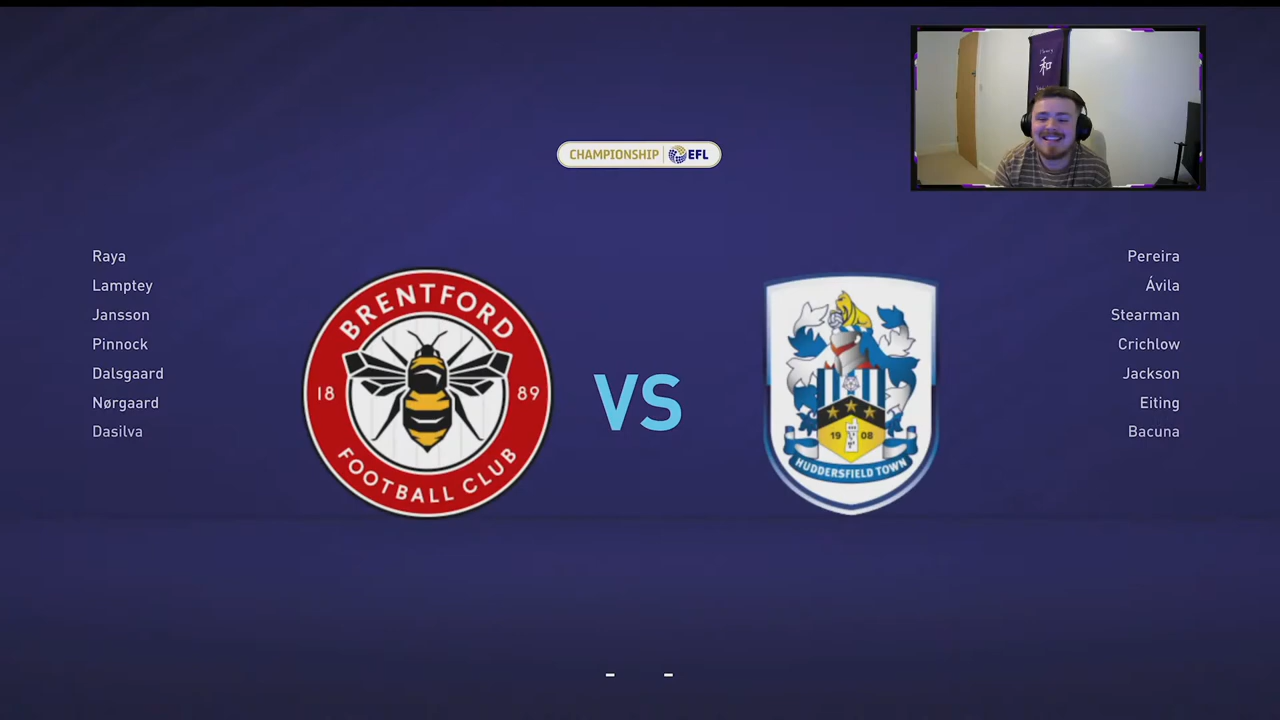 和
CHAMPIONSHIP EFL
Raya
Lamptey
Jansson
Pinnock
Dalsgaard
Nørgaard
Dasilva
BRENTFORD
18 89
FOOTBALL CLUB
VS
19 08
HUDDERSFIELD TOWN
Pereira
Ávila
Stearman
Crichlow
Jackson
Eiting
Bacuna
- -